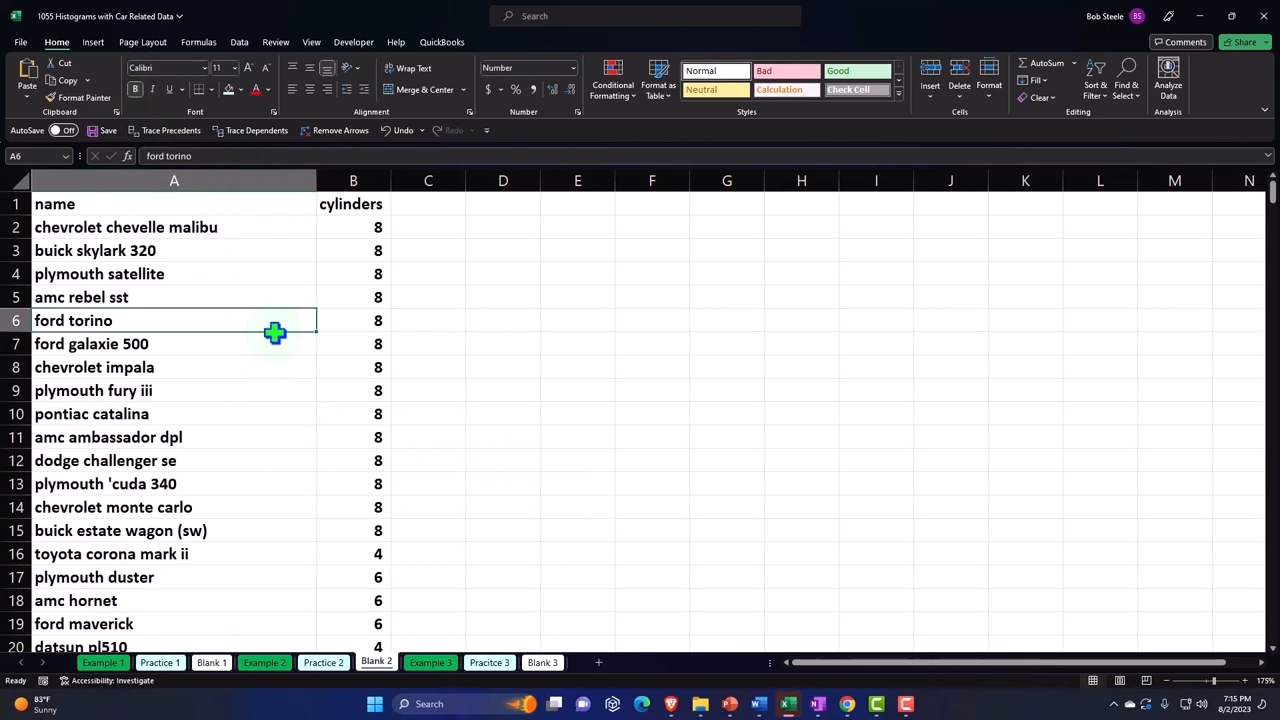 1055 Histograms with Car Related Data
Search
Bob Steele BS
File Home Insert Page Layout Formulas Data Review View Developer Help QuickBooks Comments Share
Cut Calibri 11 Wrap Text Number Normal Bad Good AutoSum
Copy Fill
Paste Format Painter Merge & Center Conditional Formatting Format as Table Neutral Calculation Check Cell Insert Delete Format Clear Sort & Filter Find & Select Analyze Data
Clipboard Font Alignment Number Styles Cells Editing Analysis
AutoSave Off Save Trace Precedents Trace Dependents Remove Arrows Undo Redo
A6 fx ford torino
A B C D E F G H I J K L M N
1 name cylinders
2 chevrolet chevelle malibu 8
3 buick skylark 320 8
4 plymouth satellite 8
5 amc rebel sst 8
6 ford torino 8
7 ford galaxie 500 8
8 chevrolet impala 8
9 plymouth fury iii 8
10 pontiac catalina 8
11 amc ambassador dpl 8
12 dodge challenger se 8
13 plymouth 'cuda 340 8
14 chevrolet monte carlo 8
15 buick estate wagon (sw) 8
16 toyota corona mark ii 4
17 plymouth duster 6
18 amc hornet 6
19 ford maverick 6
20 datsun pl510 4
Example 1 Practice 1 Blank 1 Example 2 Practice 2 Blank 2 Example 3 Pracitce 3 Blank 3
Ready Accessibility: Investigate 175%
83°F
Sunny
Search
7:15 PM
8/2/2023